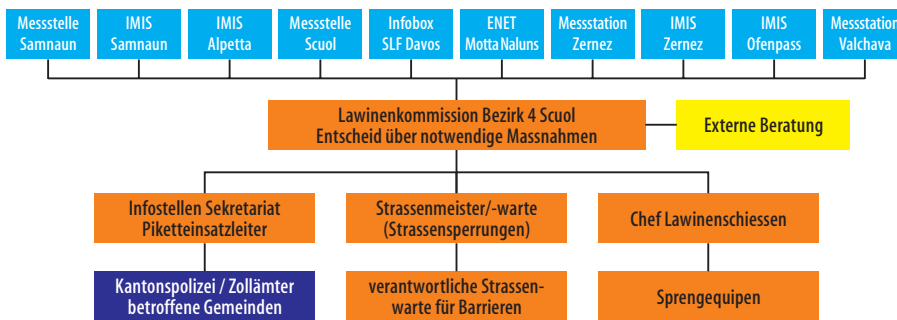 Messstelle
Samnaun
IMIS
Samnaun
IMIS
Alpetta
Messstelle
Scuol
Infobox
SLF Davos
ENET
Motta Naluns
Messstation
Zernez
IMIS
Zernez
IMIS
Ofenpass
Messstation
Valchava
Lawinenkommission Bezirk 4 Scuol
Entscheid über notwendige Massnahmen
Externe Beratung
Infostellen Sekretariat
Piketteinsatzleiter
Strassenmeister/-warte
(Strassensperrungen)
Chef Lawinenschiessen
Kantonspolizei / Zollämter
betroffene Gemeinden
verantwortliche Strassen-
warte für Barrieren
Sprengequipen